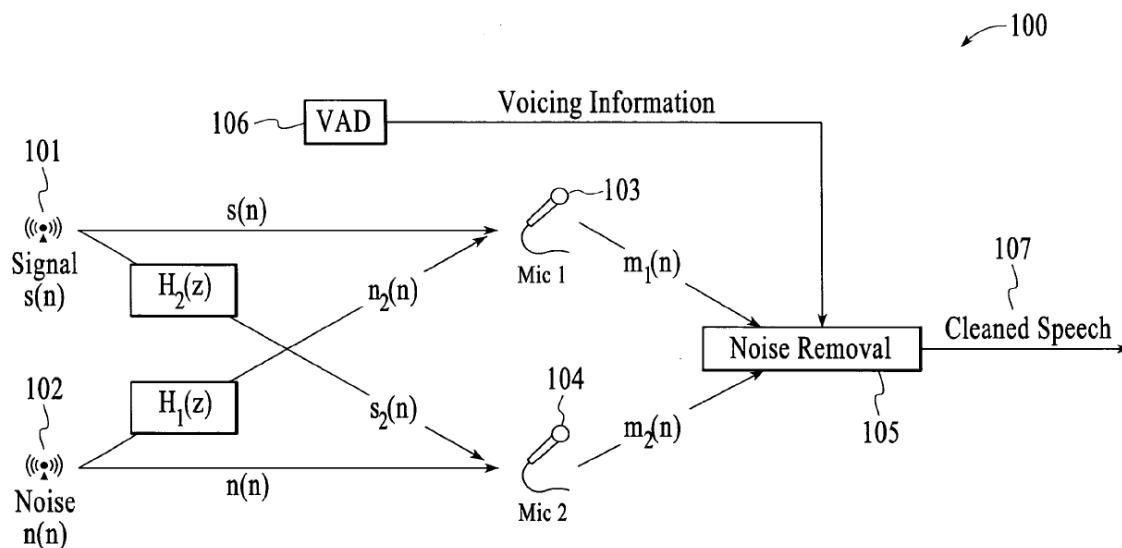 100
Voicing Information
106
VAD
101
103
s(n)
Signal
s(n)
H₂(z)
n₂(n)
Mic 1
m₁(n)
107
Cleaned Speech
Noise Removal
102
H₁(z)
s₂(n)
104
m₂(n)
105
n(n)
Noise
n(n)
Mic 2